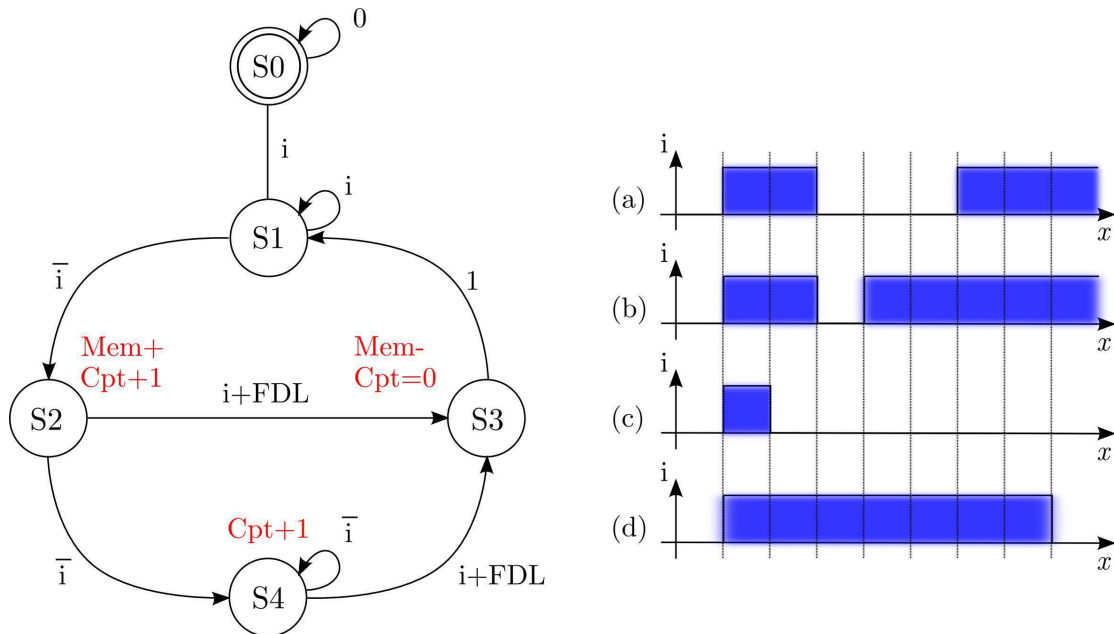 0
S0
i
i
S1
i̅
1
Mem+
Cpt+1
Mem-
Cpt=0
i+FDL
S2
S3
Cpt+1
i̅
i̅
i+FDL
S4
i
(a)
x
i
(b)
x
i
(c)
x
i
(d)
x